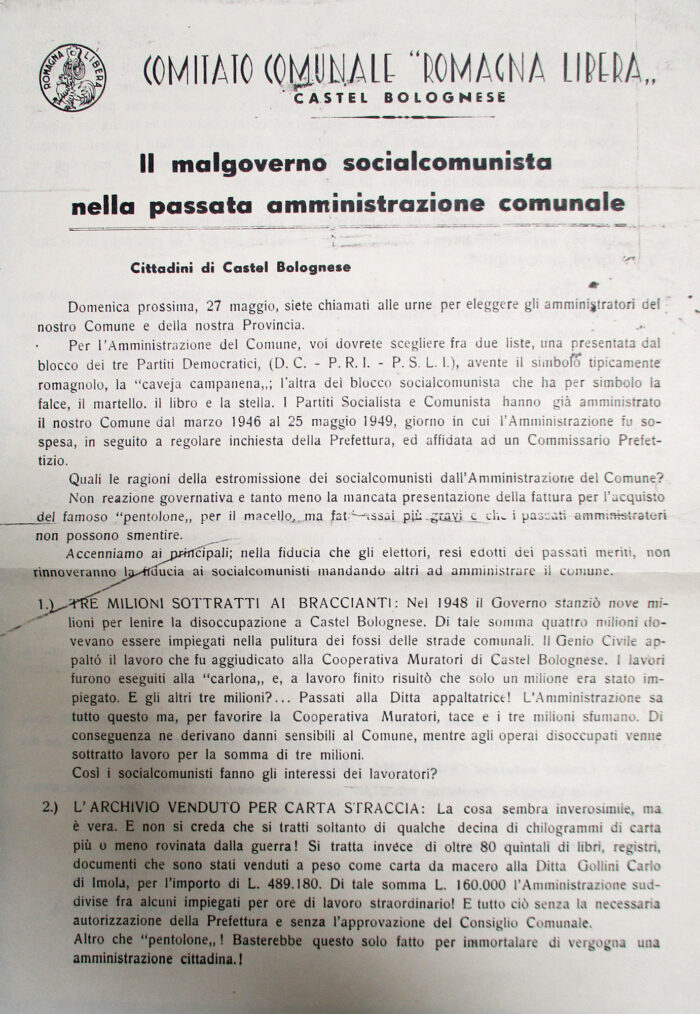 ROMAGNA LIBERA
COMITATO COMUNALE "ROMAGNA LIBERA„
CASTEL BOLOGNESE
Il malgoverno socialcomunista
nella passata amministrazione comunale
Cittadini di Castel Bolognese
Domenica prossima, 27 maggio, siete chiamati alle urne per eleggere gli amministratori del
nostro Comune e della nostra Provincia.
Per l'Amministrazione del Comune, voi dovrete scegliere fra due liste, una presentata dal
blocco dei tre Partiti Democratici, (D. C. - P. R. I. - P. S. L. I.), avente il simbolo tipicamente
romagnolo, la "caveja campanena„; l'altra del blocco socialcomunista che ha per simbolo la
falce, il martello. il libro e la stella. I Partiti Socialista e Comunista hanno già amministrato
il nostro Comune dal marzo 1946 al 25 maggio 1949, giorno in cui l'Amministrazione fu so-
spesa, in seguito a regolare inchiesta della Prefettura, ed affidata ad un Commissario Prefet-
tizio.
Quali le ragioni della estromissione dei socialcomunisti dall'Amministrazione del Comune?
Non reazione governativa e tanto meno la mancata presentazione della fattura per l'acquisto
del famoso "pentolone„ per il macello, ma fatti assai più gravi e che i passati amministratori
non possono smentire.
Accenniamo ai principali; nella fiducia che gli elettori, resi edotti dei passati meriti, non
rinnoveranno la fiducia ai socialcomunisti mandando altri ad amministrare il comune.
1.) TRE MILIONI SOTTRATTI AI BRACCIANTI: Nel 1948 il Governo stanziò nove mi-
lioni per lenire la disoccupazione a Castel Bolognese. Di tale somma quattro milioni do-
vevano essere impiegati nella pulitura dei fossi delle strade comunali. Il Genio Civile ap-
paltó il lavoro che fu aggiudicato alla Cooperativa Muratori di Castel Bolognese. I lavori
furono eseguiti alla "carlona„ e, a lavoro finito risultò che solo un milione era stato im-
piegato. E gli altri tre milioni?... Passati alla Ditta appaltatrice! L'Amministrazione sa
tutto questo ma, per favorire la Cooperativa Muratori, tace e i tre milioni sfumano. Di
conseguenza ne derivano danni sensibili al Comune, mentre agli operai disoccupati venne
sottratto lavoro per la somma di tre milioni.
Così i socialcomunisti fanno gli interessi dei lavoratori?
2.) L'ARCHIVIO VENDUTO PER CARTA STRACCIA: La cosa sembra inverosimile, ma
è vera. E non si creda che si tratti soltanto di qualche decina di chilogrammi di carta
più o meno rovinata dalla guerra! Si tratta invece di oltre 80 quintali di libri, registri,
documenti che sono stati venduti a peso come carta da macero alla Ditta Gollini Carlo
di Imola, per l'importo di L. 489.180. Di tale somma L. 160.000 l'Amministrazione sud-
divise fra alcuni impiegati per ore di lavoro straordinario! E tutto ciò senza la necessaria
autorizzazione della Prefettura e senza l'approvazione del Consiglio Comunale.
Altro che "pentolone„! Basterebbe questo solo fatto per immortalare di vergogna una
amministrazione cittadina.!